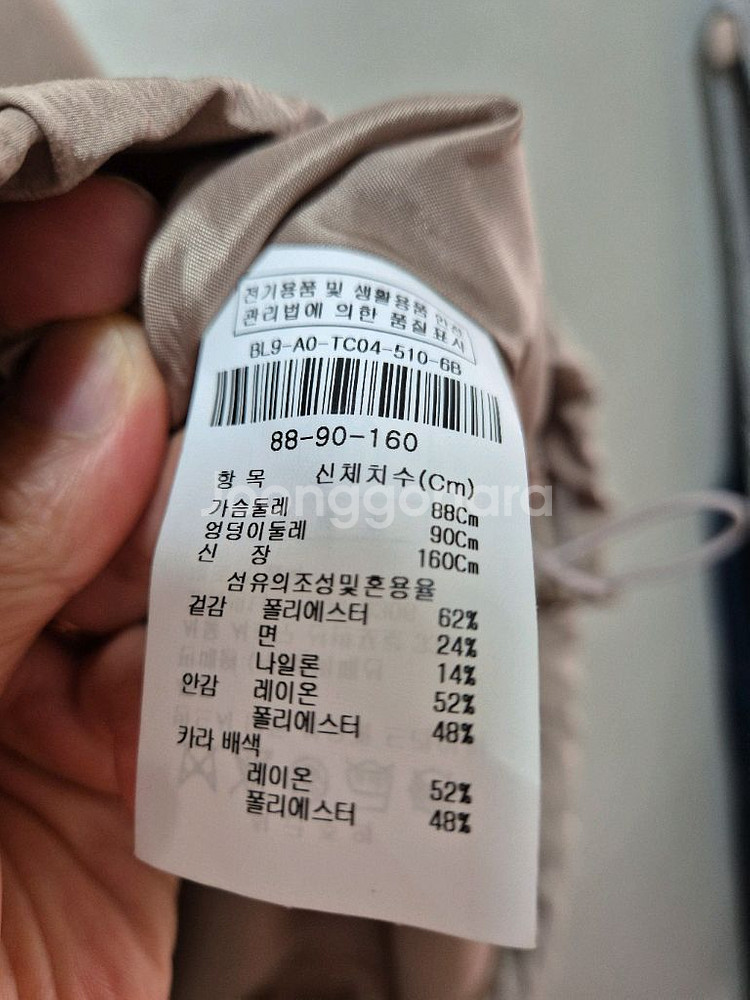 전기용품 및 생활용품 안전
관리법에 의한 품질표시
BL9-A0-TC04-510-6B
88-90-160
항 목 신체치수(Cm)
가슴둘레 88Cm
엉덩이둘레 90Cm
신 장 160Cm
섬유의조성및혼용율
겉감 폴리에스터 62%
면 24%
나일론 14%
안감 레이온 52%
폴리에스터 48%
카라 배색
레이온 52%
폴리에스터 48%
Joonggonara